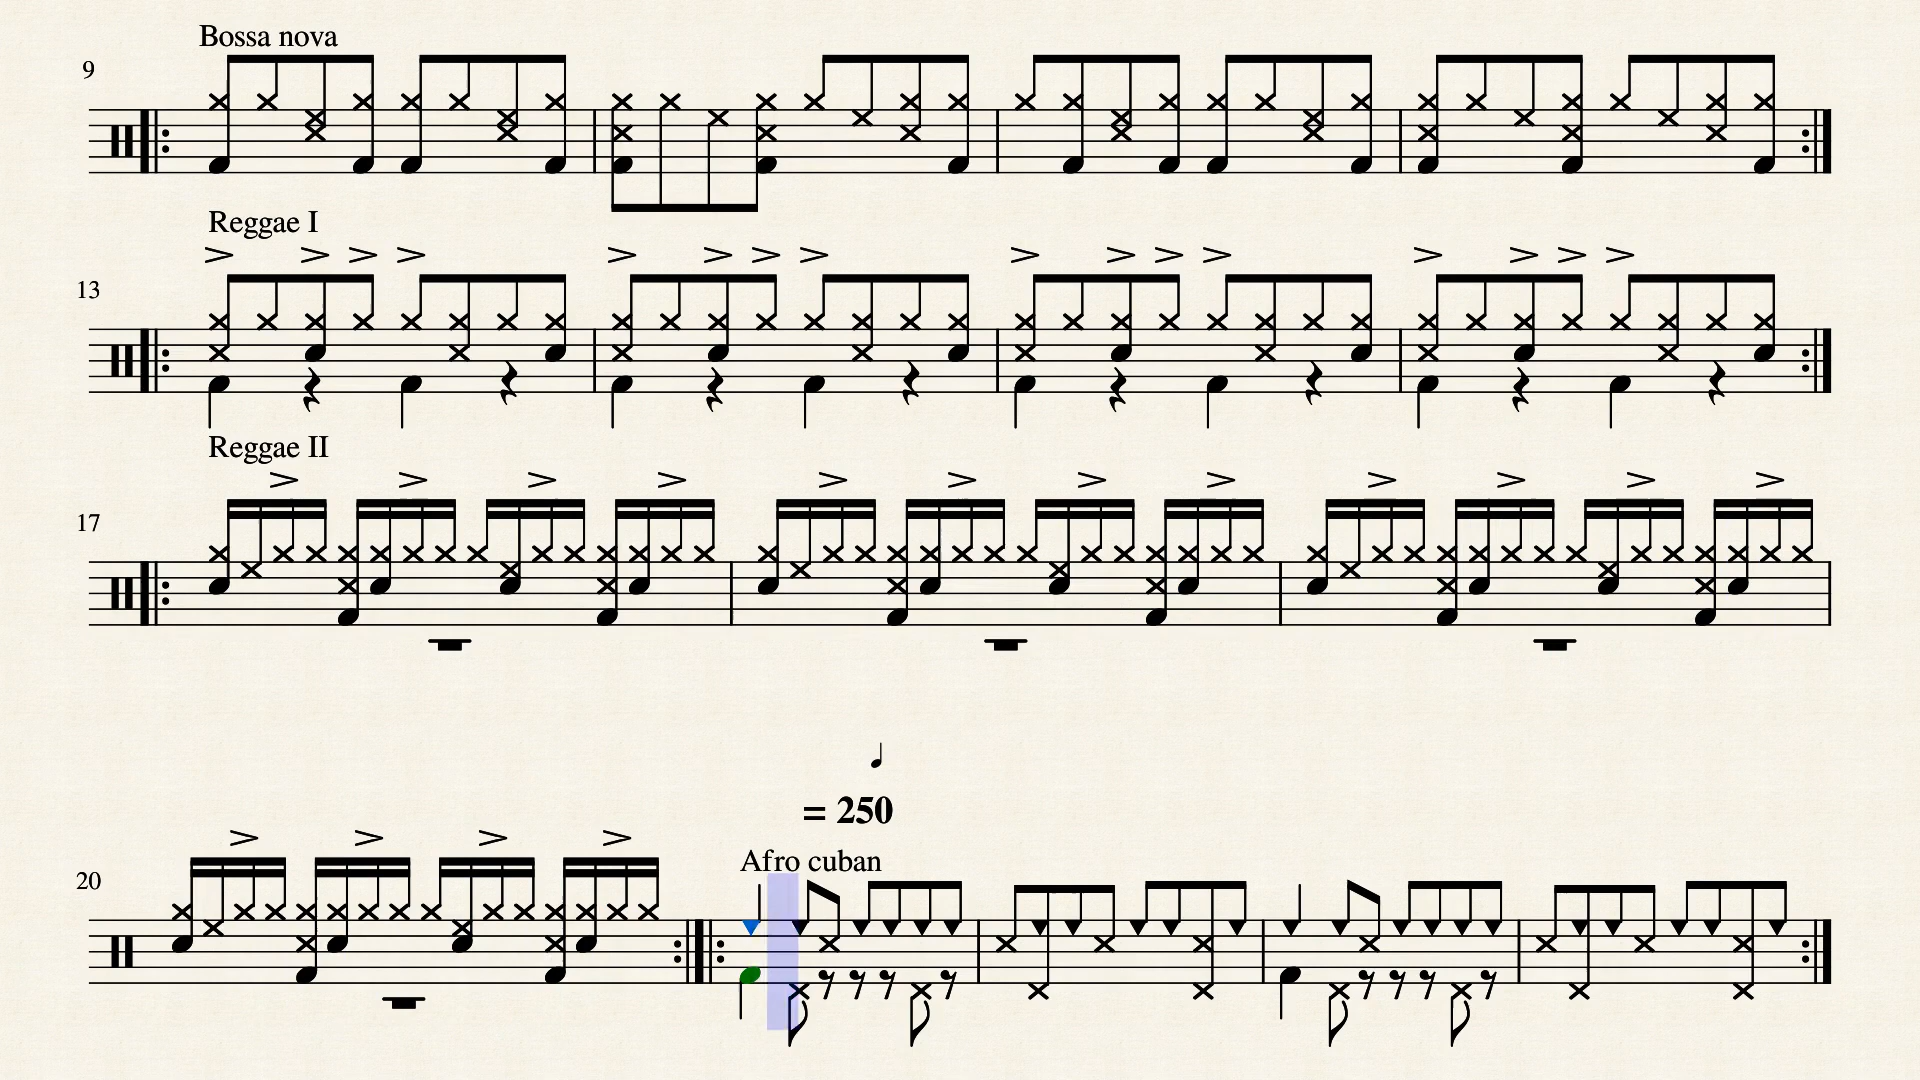 Bossa nova
9
Reggae I
13
Reggae II
17
= 250
Afro cuban
20